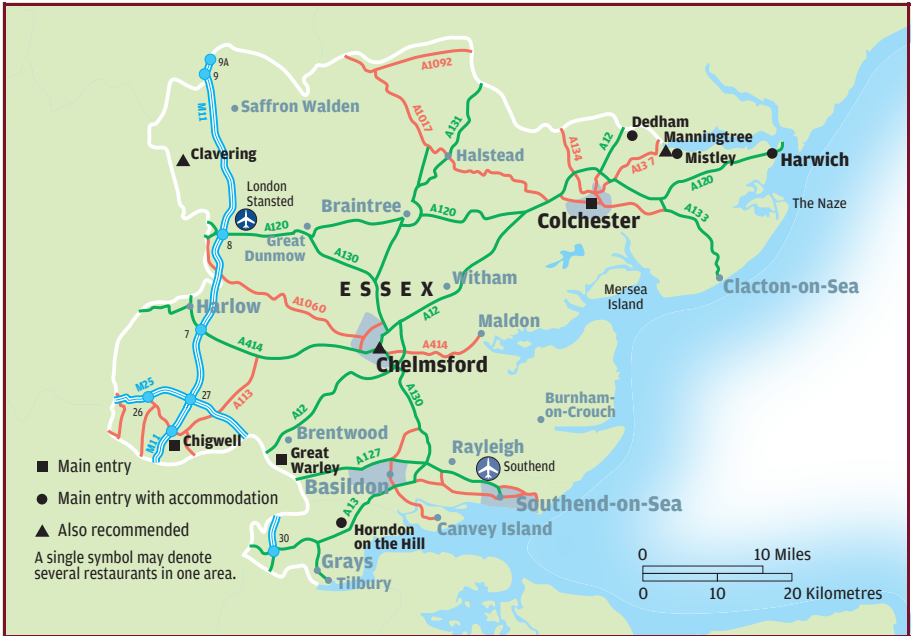 9A
9
A1092
M11
Saffron Walden
A1017
A131
Dedham
A134
A12
Manningtree
Clavering
Halstead
A137
Mistley
Harwich
London
Stansted
A120
The Naze
Braintree
A120
Colchester
A133
A120
8
Great
Dunmow
A130
ESSEX
Witham
Mersea
Island
Clacton-on-Sea
Harlow
A1060
A12
Maldon
7
A414
A414
Chelmsford
M25
A113
A130
27
26
Burnham-
on-Crouch
A12
M11
Chigwell
Brentwood
Rayleigh
Great
Warley
A127
Southend
Basildon
Southend-on-Sea
A13
Horndon
on the Hill
Canvey Island
30
Grays
Tilbury
Main entry
Main entry with accommodation
Also recommended
A single symbol may denote
several restaurants in one area.
0 10 Miles
0 10 20 Kilometres